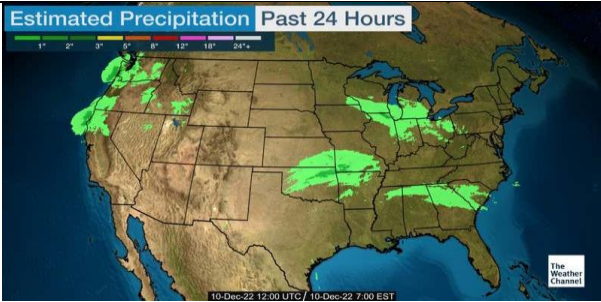 Estimated Precipitation Past 24 Hours
1" 2" 3" 5" 8" 12" 18" 24"+
The
Weather
Channel
10-Dec-22 12:00 UTC / 10-Dec-22 7:00 EST